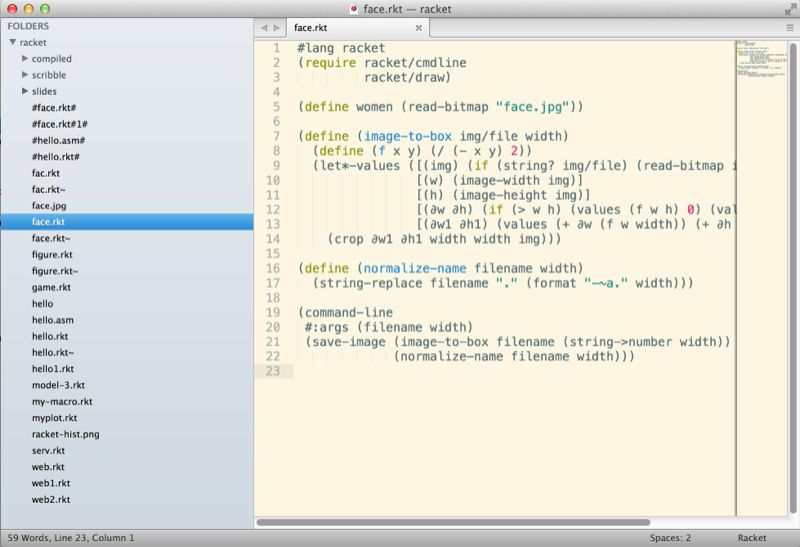 face.rkt — racket
FOLDERS
racket
compiled
scribble
slides
#face.rkt#
#face.rkt#1#
#hello.asm#
#hello.rkt#
fac.rkt
fac.rkt~
face.jpg
face.rkt
face.rkt~
figure.rkt
figure.rkt~
game.rkt
hello
hello.asm
hello.rkt
hello.rkt~
hello1.rkt
model-3.rkt
my-macro.rkt
myplot.rkt
racket-hist.png
serv.rkt
web.rkt
web1.rkt
web2.rkt
face.rkt
1 #lang racket
2 (require racket/cmdline
3 racket/draw)
4
5 (define women (read-bitmap "face.jpg"))
6
7 (define (image-to-box img/file width)
8 (define (f x y) (/ (- x y) 2))
9 (let*-values ([(img) (if (string? img/file) (read-bitmap i
10 [(w) (image-width img)]
11 [(h) (image-height img)]
12 [(∂w ∂h) (if (> w h) (values (f w h) 0) (val
13 [(∂w1 ∂h1) (values (+ ∂w (f w width)) (+ ∂h
14 (crop ∂w1 ∂h1 width width img)))
15
16 (define (normalize-name filename width)
17 (string-replace filename "." (format "-~a." width)))
18
19 (command-line
20 #:args (filename width)
21 (save-image (image-to-box filename (string->number width))
22 (normalize-name filename width)))
23
59 Words, Line 23, Column 1
Spaces: 2
Racket